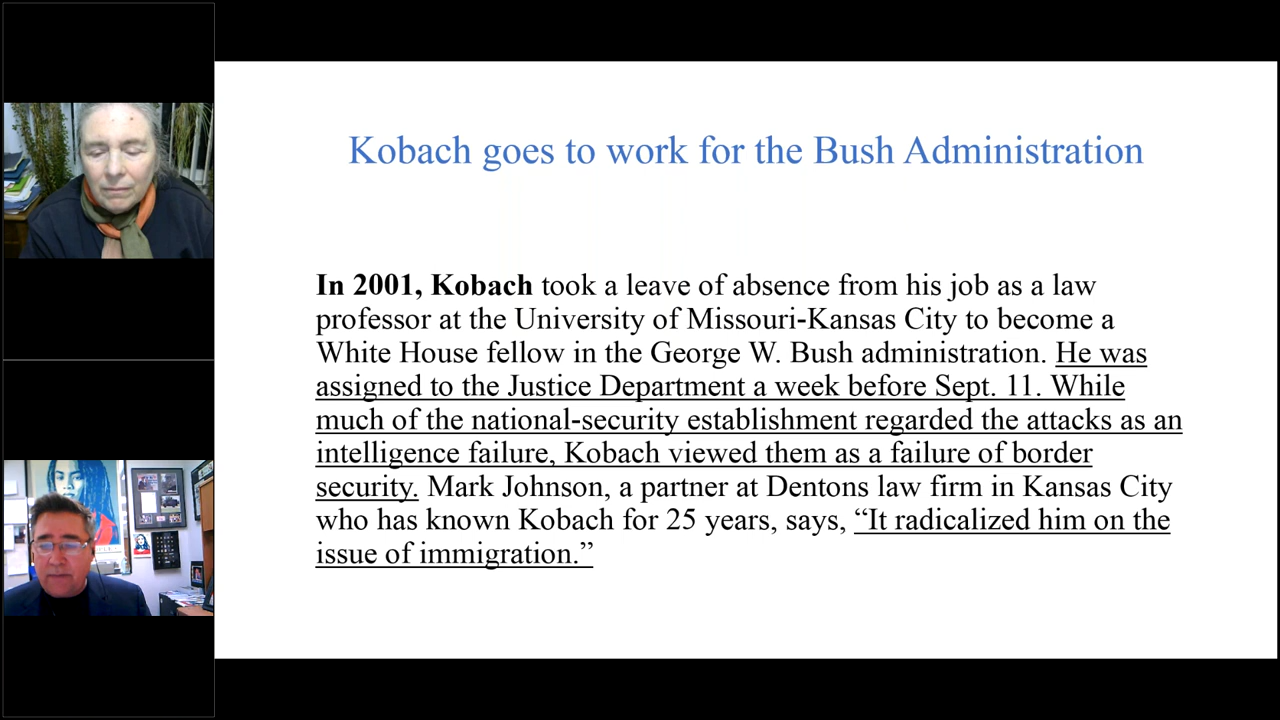 Kobach goes to work for the Bush Administration
In 2001, Kobach took a leave of absence from his job as a law
professor at the University of Missouri-Kansas City to become a
White House fellow in the George W. Bush administration. He was
assigned to the Justice Department a week before Sept. 11. While
much of the national-security establishment regarded the attacks as an
intelligence failure, Kobach viewed them as a failure of border
security. Mark Johnson, a partner at Dentons law firm in Kansas City
who has known Kobach for 25 years, says, “It radicalized him on the
issue of immigration.”